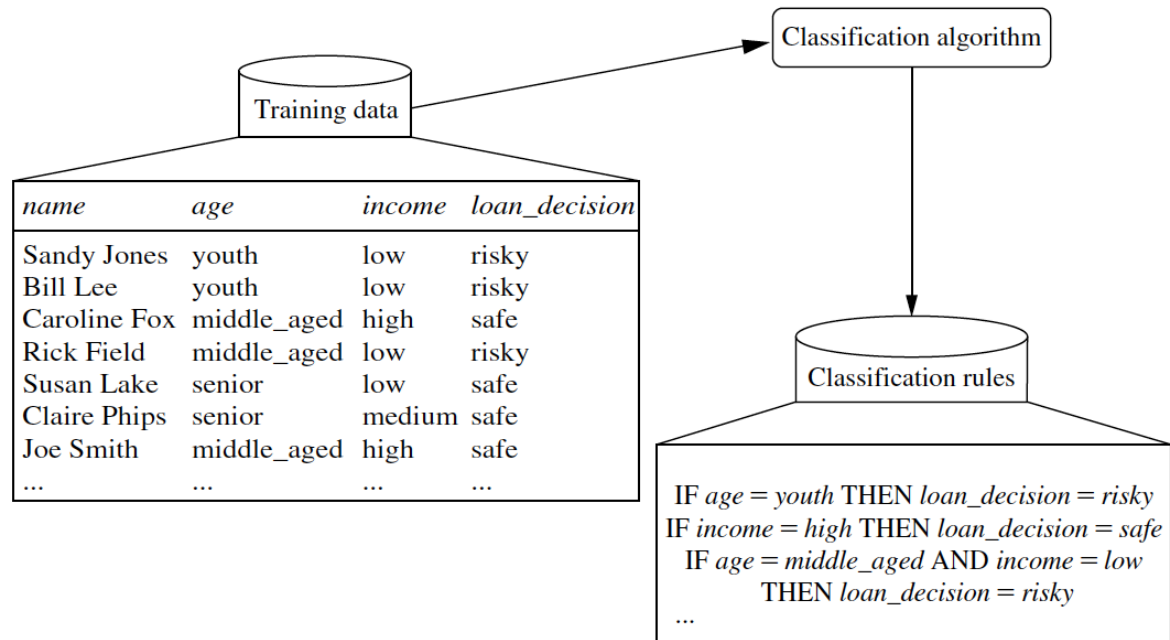 Classification algorithm
Training data
name age income loan_decision
Sandy Jones youth low risky
Bill Lee youth low risky
Caroline Fox middle_aged high safe
Rick Field middle_aged low risky
Susan Lake senior low safe
Claire Phips senior medium safe
Joe Smith middle_aged high safe
... ... ... ...
Classification rules
IF age = youth THEN loan_decision = risky
IF income = high THEN loan_decision = safe
IF age = middle_aged AND income = low
THEN loan_decision = risky
...